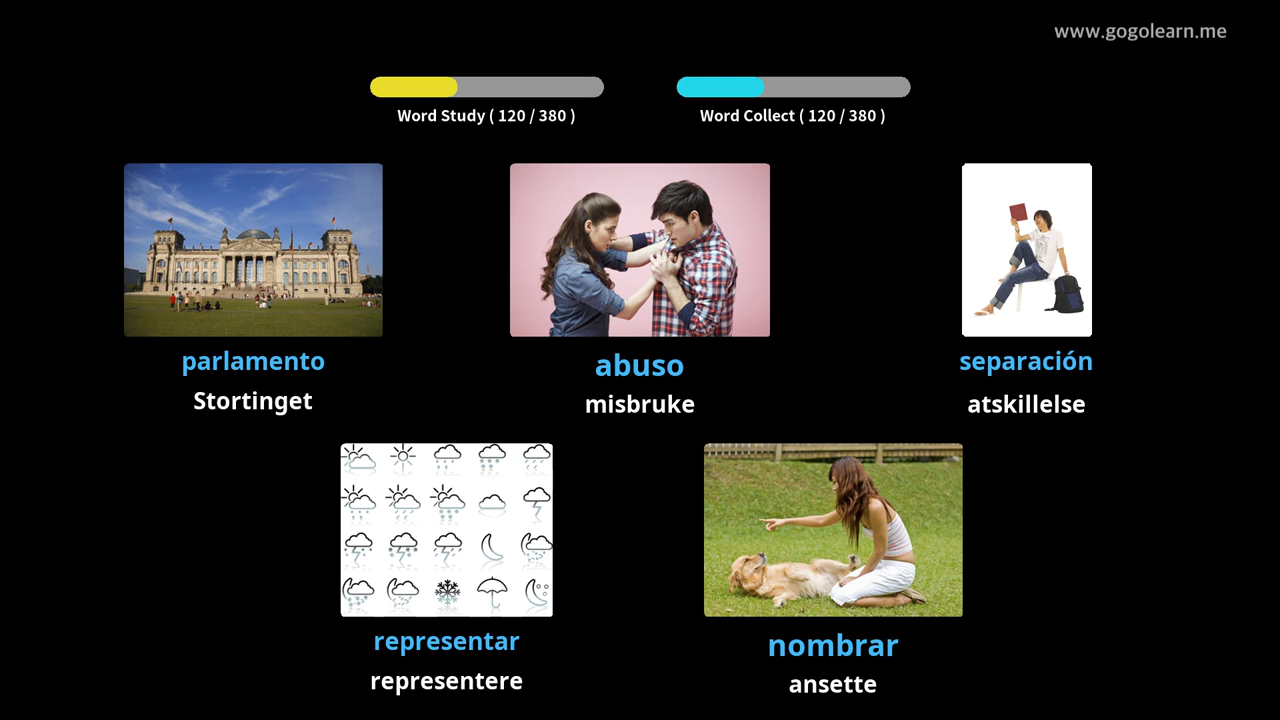 www.gogolearn.me
Word Study ( 120 / 380 )
Word Collect ( 120 / 380 )
parlamento
Stortinget
abuso
misbruke
separación
atskillelse
representar
representere
nombrar
ansette